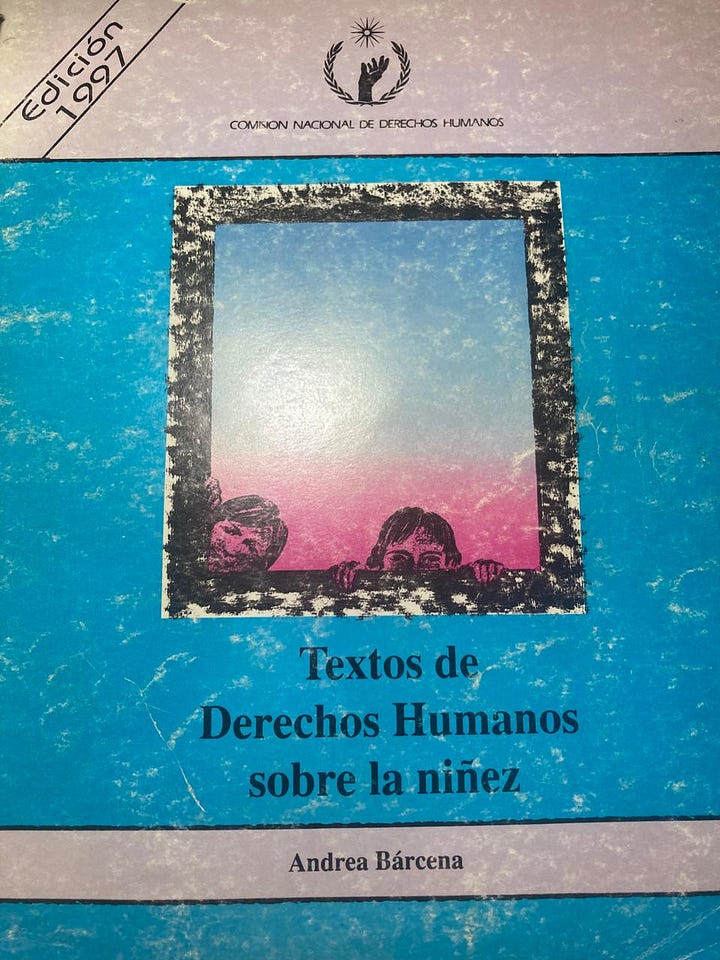 Edición
1997
COMISION NACIONAL DE DERECHOS HUMANOS
Textos de
Derechos Humanos
sobre la niñez
Andrea Bárcena